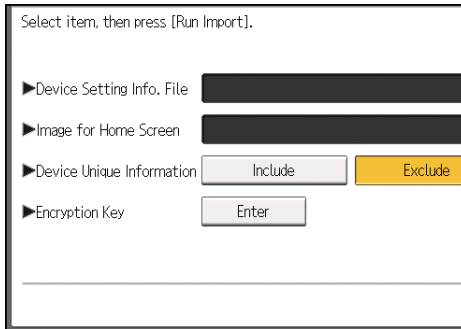 Select item, then press [Run Import].
►Device Setting Info. File
►Image for Home Screen
►Device Unique Information Include Exclude
►Encryption Key Enter